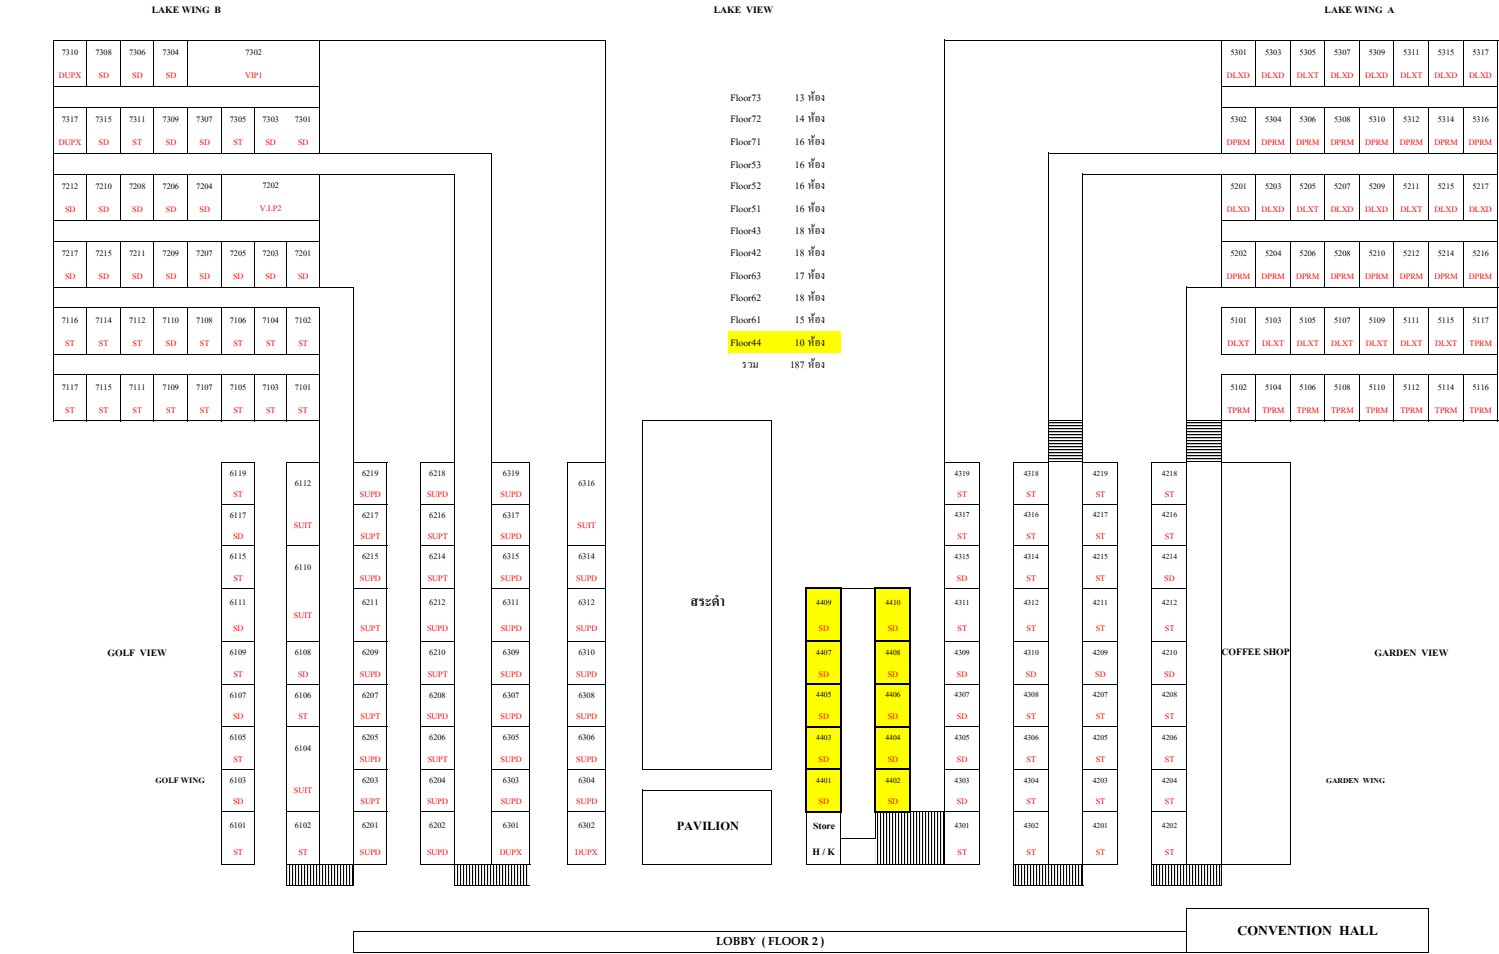 LAKE WING B LAKE VIEW LAKE WING A
7310 7308 7306 7304 7302
DUPX SD SD SD VIP1
7317 7315 7311 7309 7307 7305 7303 7301
DUPX SD ST SD SD ST SD SD
7212 7210 7208 7206 7204 7202
SD SD SD SD SD V.I.P2
7217 7215 7211 7209 7207 7205 7203 7201
SD SD SD SD SD SD SD SD
7116 7114 7112 7110 7108 7106 7104 7102
ST ST ST SD ST ST ST ST
7117 7115 7111 7109 7107 7105 7103 7101
ST ST ST ST ST ST ST ST
Floor73 13 ห้อง
Floor72 14 ห้อง
Floor71 16 ห้อง
Floor53 16 ห้อง
Floor52 16 ห้อง
Floor51 16 ห้อง
Floor43 18 ห้อง
Floor42 18 ห้อง
Floor63 17 ห้อง
Floor62 18 ห้อง
Floor61 15 ห้อง
Floor44 10 ห้อง
รวม 187 ห้อง
5301 5303 5305 5307 5309 5311 5315 5317
DLXD DLXD DLXT DLXD DLXD DLXT DLXD DLXD
5302 5304 5306 5308 5310 5312 5314 5316
DPRM DPRM DPRM DPRM DPRM DPRM DPRM DPRM
5201 5203 5205 5207 5209 5211 5215 5217
DLXD DLXD DLXT DLXD DLXD DLXT DLXD DLXD
5202 5204 5206 5208 5210 5212 5214 5216
DPRM DPRM DPRM DPRM DPRM DPRM DPRM DPRM
5101 5103 5105 5107 5109 5111 5115 5117
DLXT DLXT DLXT DLXT DLXT DLXT DLXT TPRM
5102 5104 5106 5108 5110 5112 5114 5116
TPRM TPRM TPRM TPRM TPRM TPRM TPRM TPRM
6119 6112 6219 6218 6319 6316 4319 4318 4219 4218
ST SUPD SUPD SUPD ST ST ST ST
6117 6217 6216 6317 4317 4316 4217 4216
SD SUIT SUPT SUPT SUPD SUIT ST ST ST ST
6115 6110 6215 6214 6315 6314 4315 4314 4215 4214
ST SUPD SUPT SUPD SUPD SD ST ST SD
6111 6211 6212 6311 6312 สระดำ 4409 4410 4311 4312 4211 4212
SD SUIT SUPT SUPD SUPD SUPD SD SD ST ST ST ST
GOLF VIEW 6109 6108 6209 6210 6309 6310 4407 4408 4309 4310 4209 4210 COFFEE SHOP GARDEN VIEW
ST SD SUPD SUPT SUPD SUPD SD SD SD SD SD SD
6107 6106 6207 6208 6307 6308 4405 4406 4307 4308 4207 4208
SD ST SUPT SUPD SUPD SUPD SD SD ST ST ST ST
6105 6104 6205 6206 6305 6306 4403 4404 4305 4306 4205 4206
ST SUPD SUPT SUPD SUPD SD SD SD ST ST ST
GOLF WING 6103 6203 6204 6303 6304 4401 4402 4303 4304 4203 4204 GARDEN WING
SD SUIT SUPT SUPD SUPD SUPD SD SD SD ST ST ST
6101 6102 6201 6202 6301 6302 PAVILION Store 4301 4302 4201 4202
ST ST SUPD SUPD DUPX DUPX H / K ST ST ST ST
CONVENTION HALL
LOBBY ( FLOOR 2 )